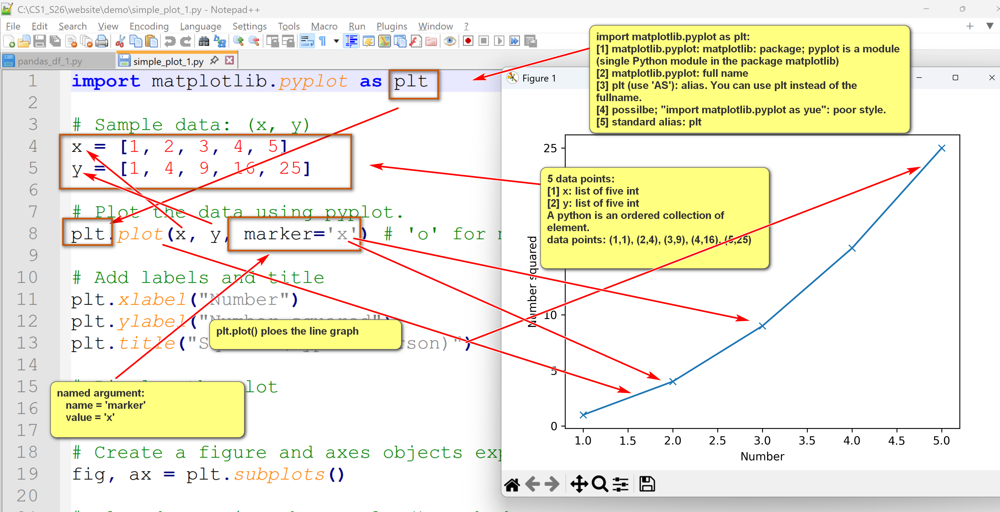 C:\CS1_S26\website\demo\simple_plot_1.py - Notepad++
File Edit Search View Encoding Language Settings Tools Macro Run Plugins Window ?
pandas_df_1.py simple_plot_1.py
1 import matplotlib.pyplot as plt
2
3 # Sample data: (x, y)
4 x = [1, 2, 3, 4, 5]
5 y = [1, 4, 9, 16, 25]
6
7 # Plot the data using pyplot.
8 plt.plot(x, y, marker='x') # 'o' for
9
10 # Add labels and title
11 plt.xlabel("Number")
12 plt.ylabel("Number squared")
13 plt.title("S rson)")
14
15 # lot
16
17
18 # Create a figure and axes objects exp
19 fig, ax = plt.subplots()
20
import matplotlib.pyplot as plt:
[1] matplotlib.pyplot: matplotlib: package; pyplot is a module
(single Python module in the package matplotlib)
[2] matplotlib.pyplot: full name
[3] plt (use 'AS'): alias. You can use plt instead of the
fullname.
[4] possilbe; "import matplotlib.pyplot as yue": poor style.
[5] standard alias: plt
5 data points:
[1] x: list of five int
[2] y: list of five int
A python is an ordered collection of
element.
data points: (1,1), (2,4), (3,9), (4,16), (5,25)
plt.plot() ploes the line graph
named argument:
name = 'marker'
value = 'x'
Figure 1
25
10
5
0
Number squared
1.0 1.5 2.0 2.5 3.0 3.5 4.0 4.5 5.0
Number